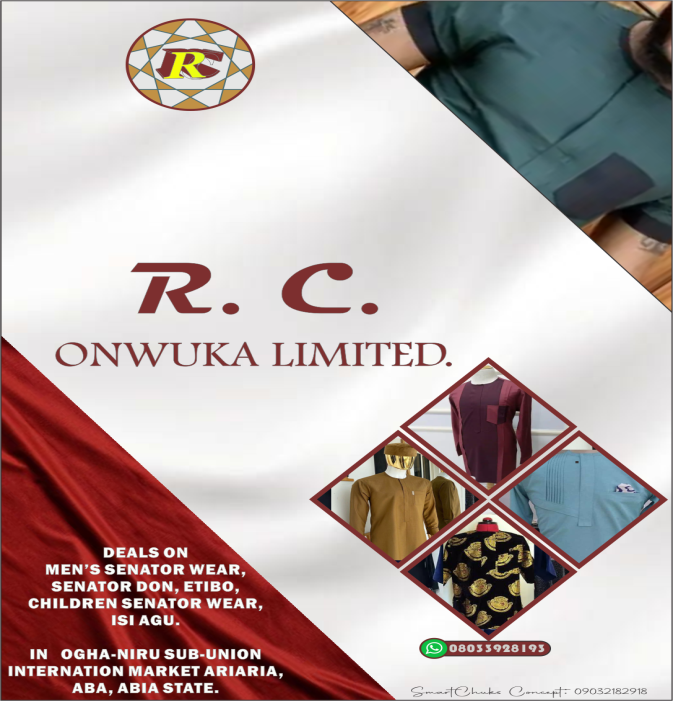 RC
R. C.
ONWUKA LIMITED.
DEALS ON
MEN'S SENATOR WEAR,
SENATOR DON, ETIBO,
CHILDREN SENATOR WEAR,
ISI AGU.
IN OGHA-NIRU SUB-UNION
INTERNATION MARKET ARIARIA,
ABA, ABIA STATE.
08033928193
SmartChuks Concept: 09032182918